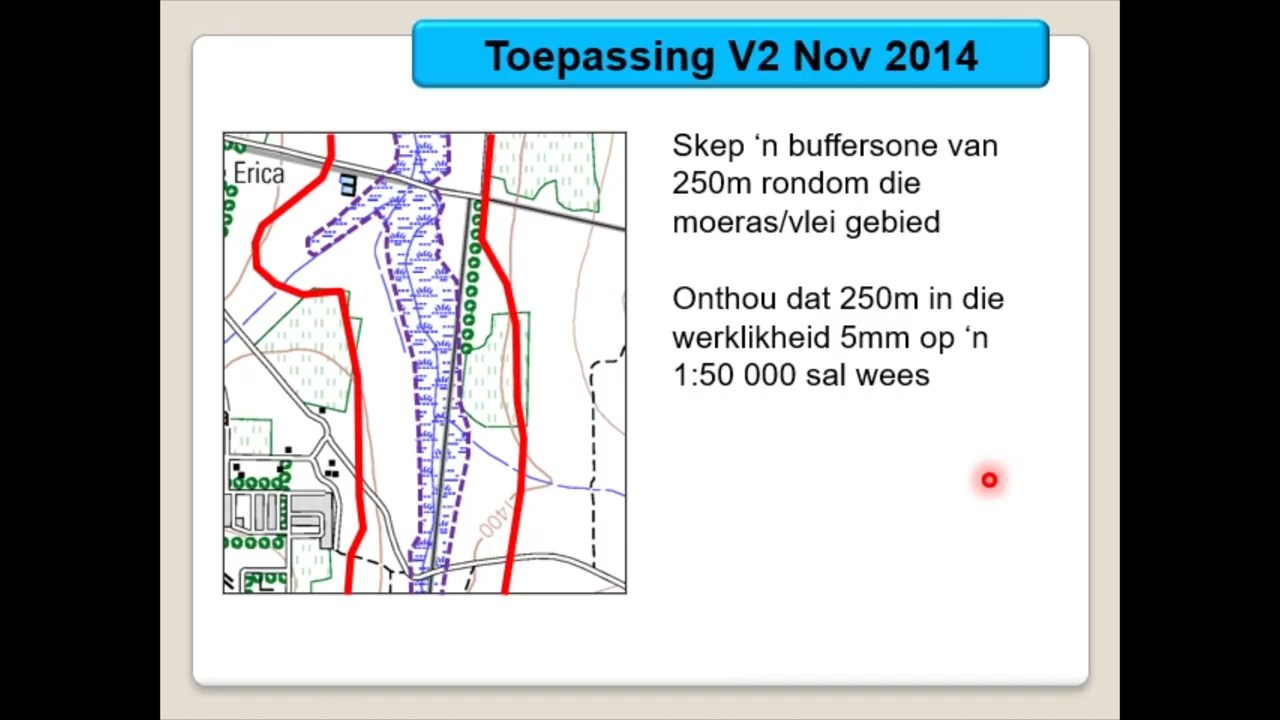 Toepassing V2 Nov 2014
Erica
1400
Skep ‘n buffersone van
250m rondom die
moeras/vlei gebied
Onthou dat 250m in die
werklikheid 5mm op ‘n
1:50 000 sal wees